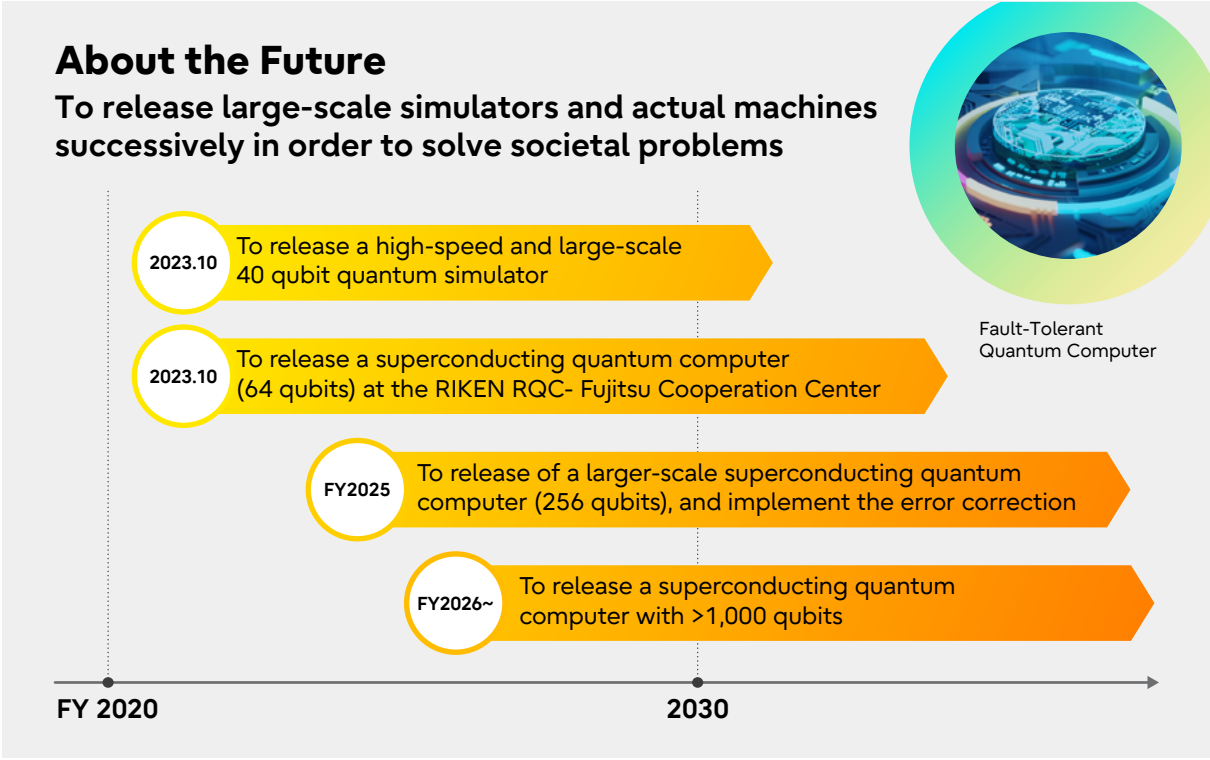 About the Future
To release large-scale simulators and actual machines
successively in order to solve societal problems
Fault-Tolerant
Quantum Computer
2023.10
To release a high-speed and large-scale
40 qubit quantum simulator
2023.10
To release a superconducting quantum computer
(64 qubits) at the RIKEN RQC- Fujitsu Cooperation Center
FY2025
To release of a larger-scale superconducting quantum
computer (256 qubits), and implement the error correction
FY2026~
To release a superconducting quantum
computer with >1,000 qubits
FY 2020
2030